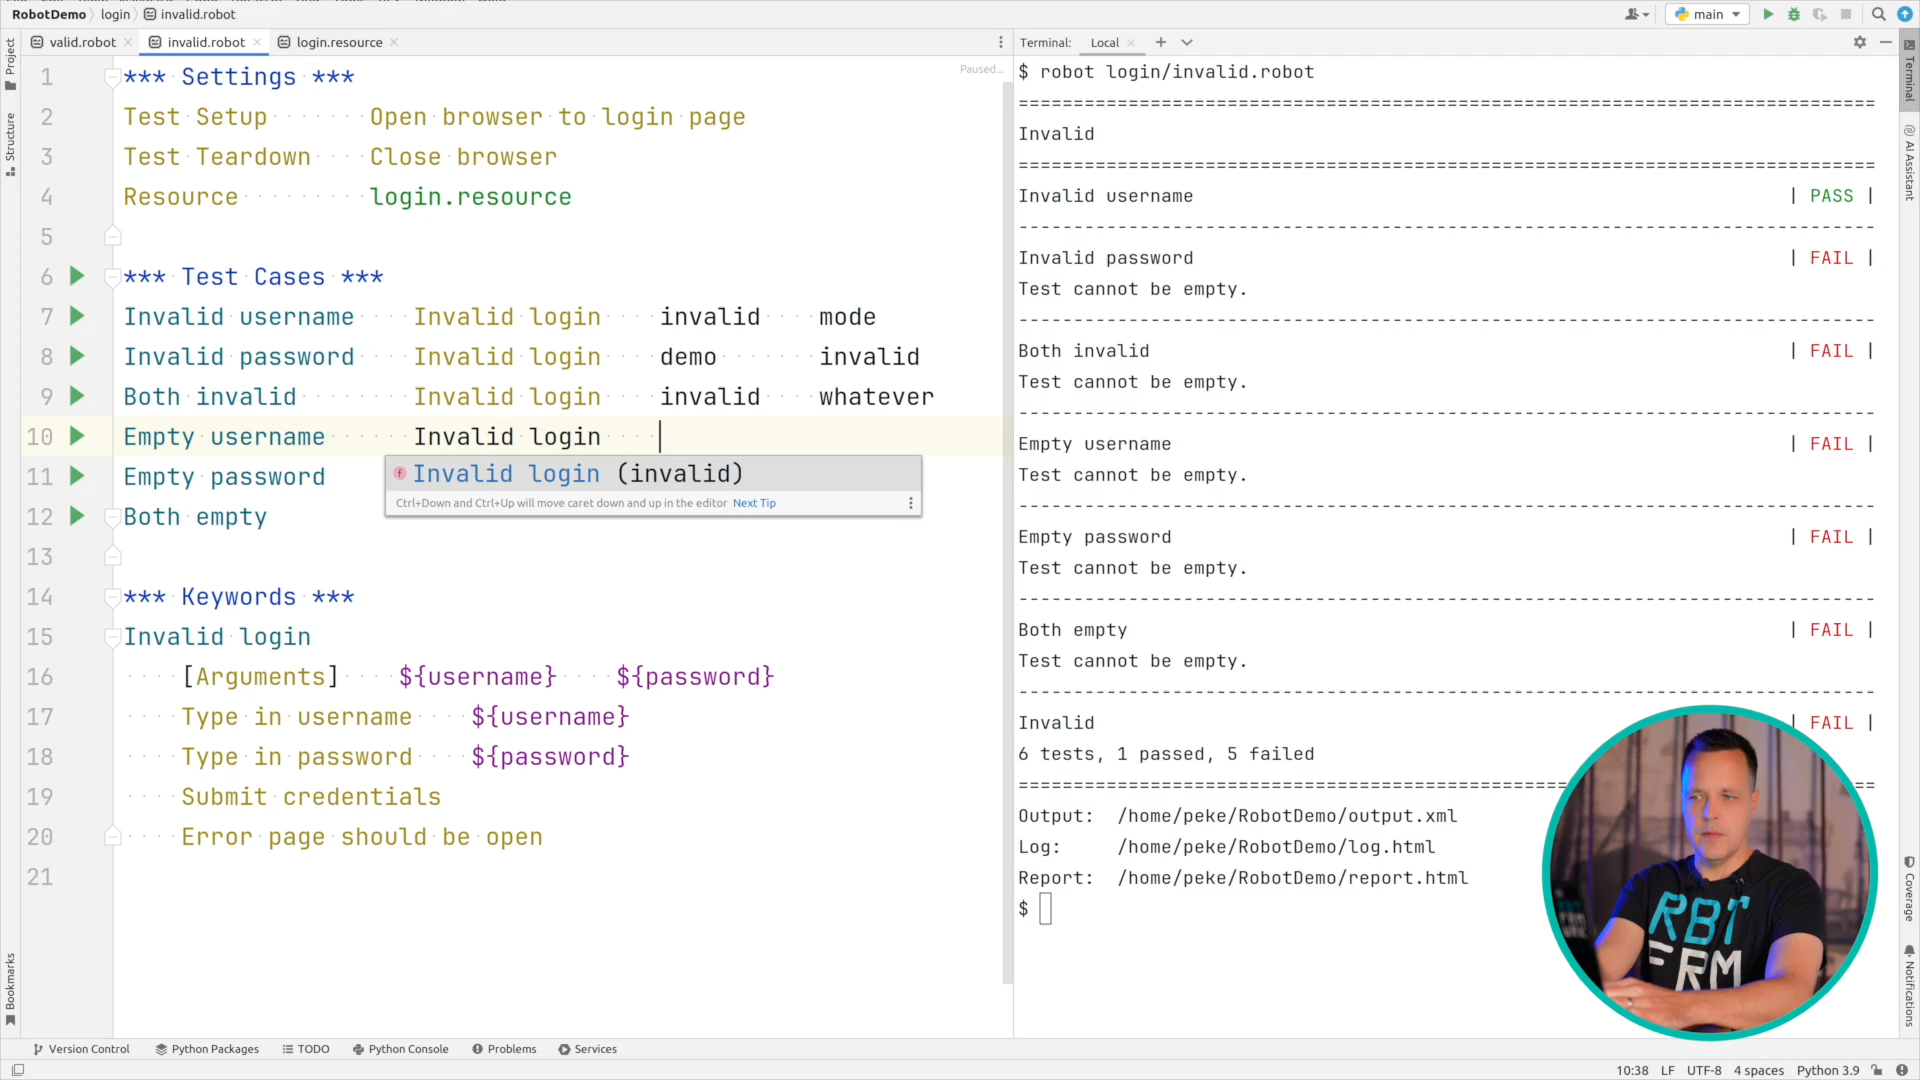 RobotDemo login invalid.robot
main
Project
valid.robot
invalid.robot
login.resource
Terminal: Local
Paused...
1 *** Settings ***
2 Test Setup Open browser to login page
3 Test Teardown Close browser
4 Resource login.resource
5
6 *** Test Cases ***
7 Invalid username Invalid login invalid mode
8 Invalid password Invalid login demo invalid
9 Both invalid Invalid login invalid whatever
10 Empty username Invalid login
11 Empty password
Invalid login (invalid)
Ctrl+Down and Ctrl+Up will move caret down and up in the editor Next Tip
12 Both empty
13
14 *** Keywords ***
15 Invalid login
16 [Arguments] ${username} ${password}
17 Type in username ${username}
18 Type in password ${password}
19 Submit credentials
20 Error page should be open
21
Structure
Bookmarks
$ robot login/invalid.robot
==============================================================================
Invalid
==============================================================================
Invalid username | PASS |
------------------------------------------------------------------------------
Invalid password | FAIL |
Test cannot be empty.
------------------------------------------------------------------------------
Both invalid | FAIL |
Test cannot be empty.
------------------------------------------------------------------------------
Empty username | FAIL |
Test cannot be empty.
------------------------------------------------------------------------------
Empty password | FAIL |
Test cannot be empty.
------------------------------------------------------------------------------
Both empty | FAIL |
Test cannot be empty.
------------------------------------------------------------------------------
Invalid | FAIL |
6 tests, 1 passed, 5 failed
==============================================================================
Output: /home/peke/RobotDemo/output.xml
Log: /home/peke/RobotDemo/log.html
Report: /home/peke/RobotDemo/report.html
$
RBT
FRM
Terminal
AI Assistant
Coverage
Notifications
Version Control Python Packages TODO Python Console Problems Services
10:38 LF UTF-8 4 spaces Python 3.9